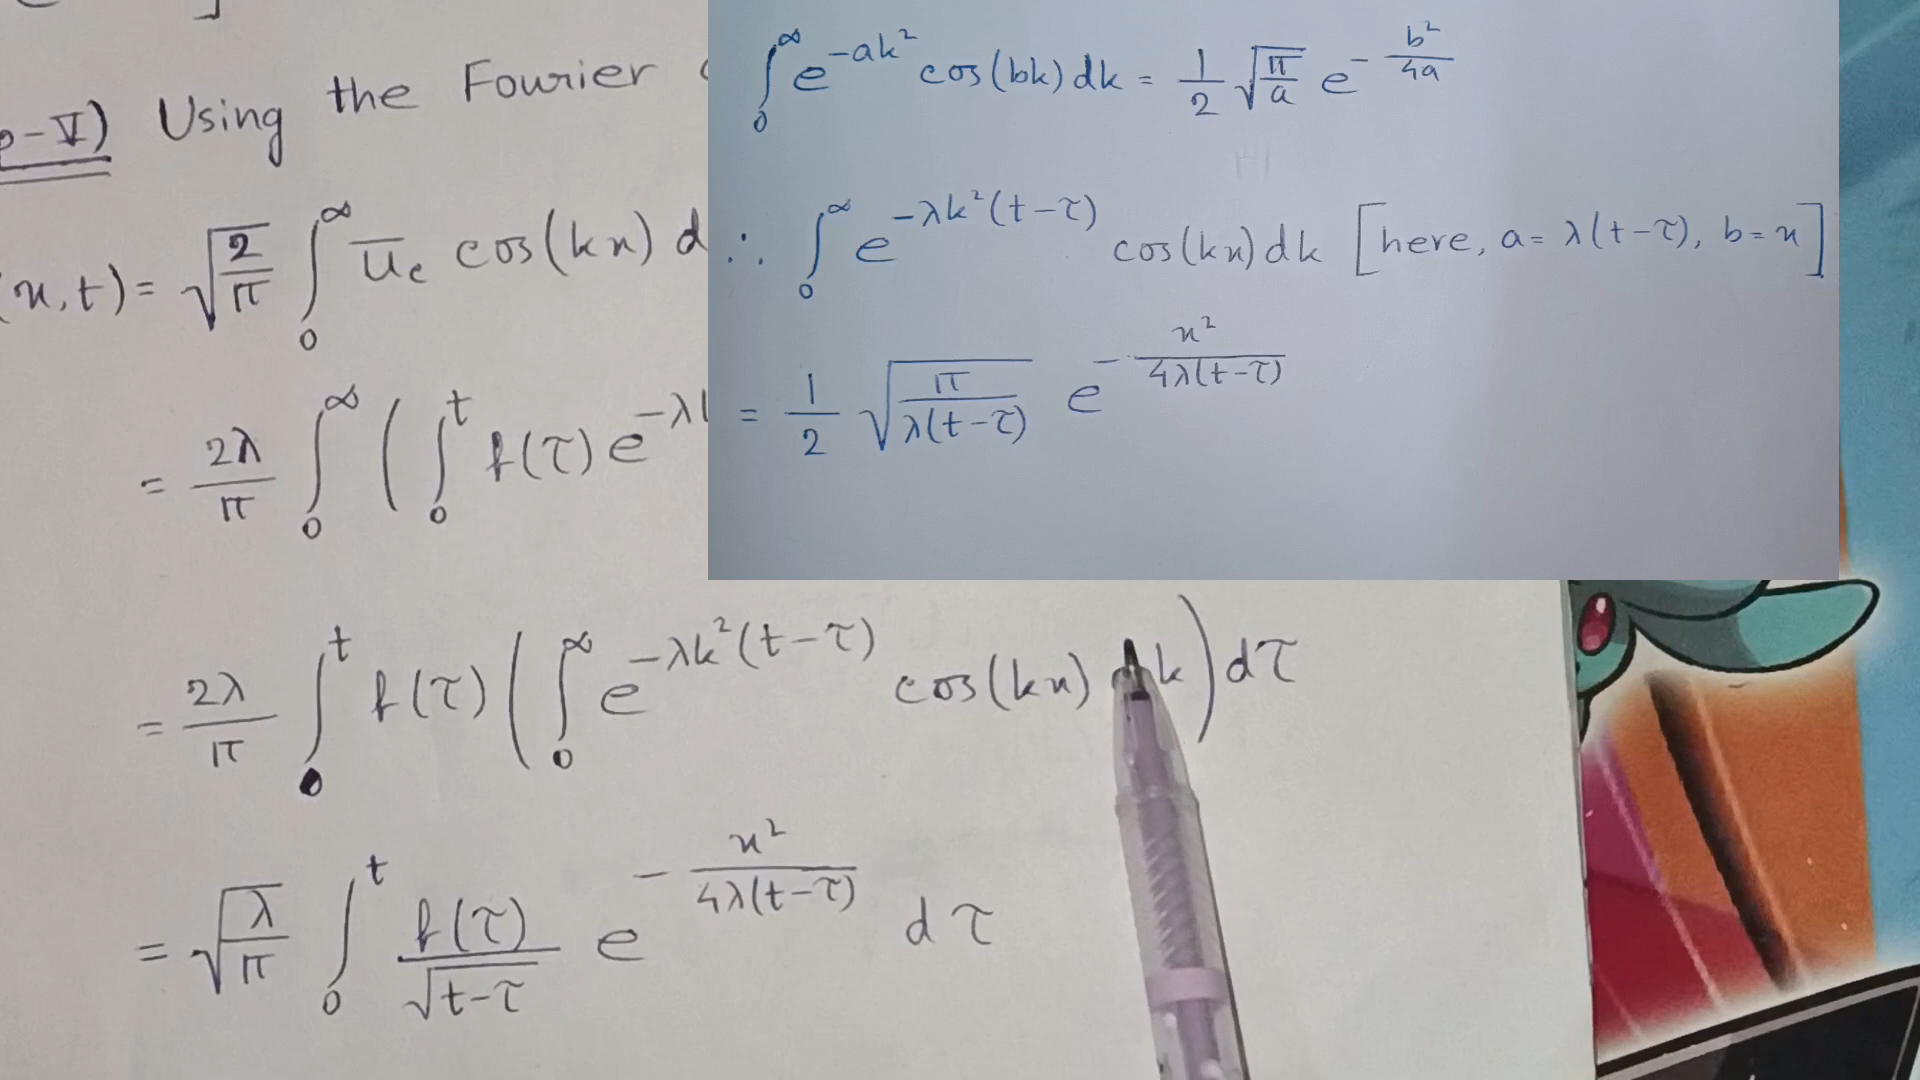 ∫₀^∞ e^{-ak²} cos(bk) dk = 1/2 √(π/a) e^{-b²/4a}
∴ ∫₀^∞ e^{-λk²(t-τ)} cos(kx) dk [here, a = λ(t-τ), b = x]
= 1/2 √(π/λ(t-τ)) e^{-x²/4λ(t-τ)}
-V) Using the Fourier
(x,t) = √(2/π) ∫₀^∞ ū_c cos(kx) d
= 2λ/π ∫₀^∞ ( ∫₀^t f(τ) e^{-λ
= 2λ/π ∫₀^t f(τ) ( ∫₀^∞ e^{-λk²(t-τ)} cos(kx) dk ) dτ
= √(λ/π) ∫₀^t f(τ)/√(t-τ) e^{-x²/4λ(t-τ)} dτ